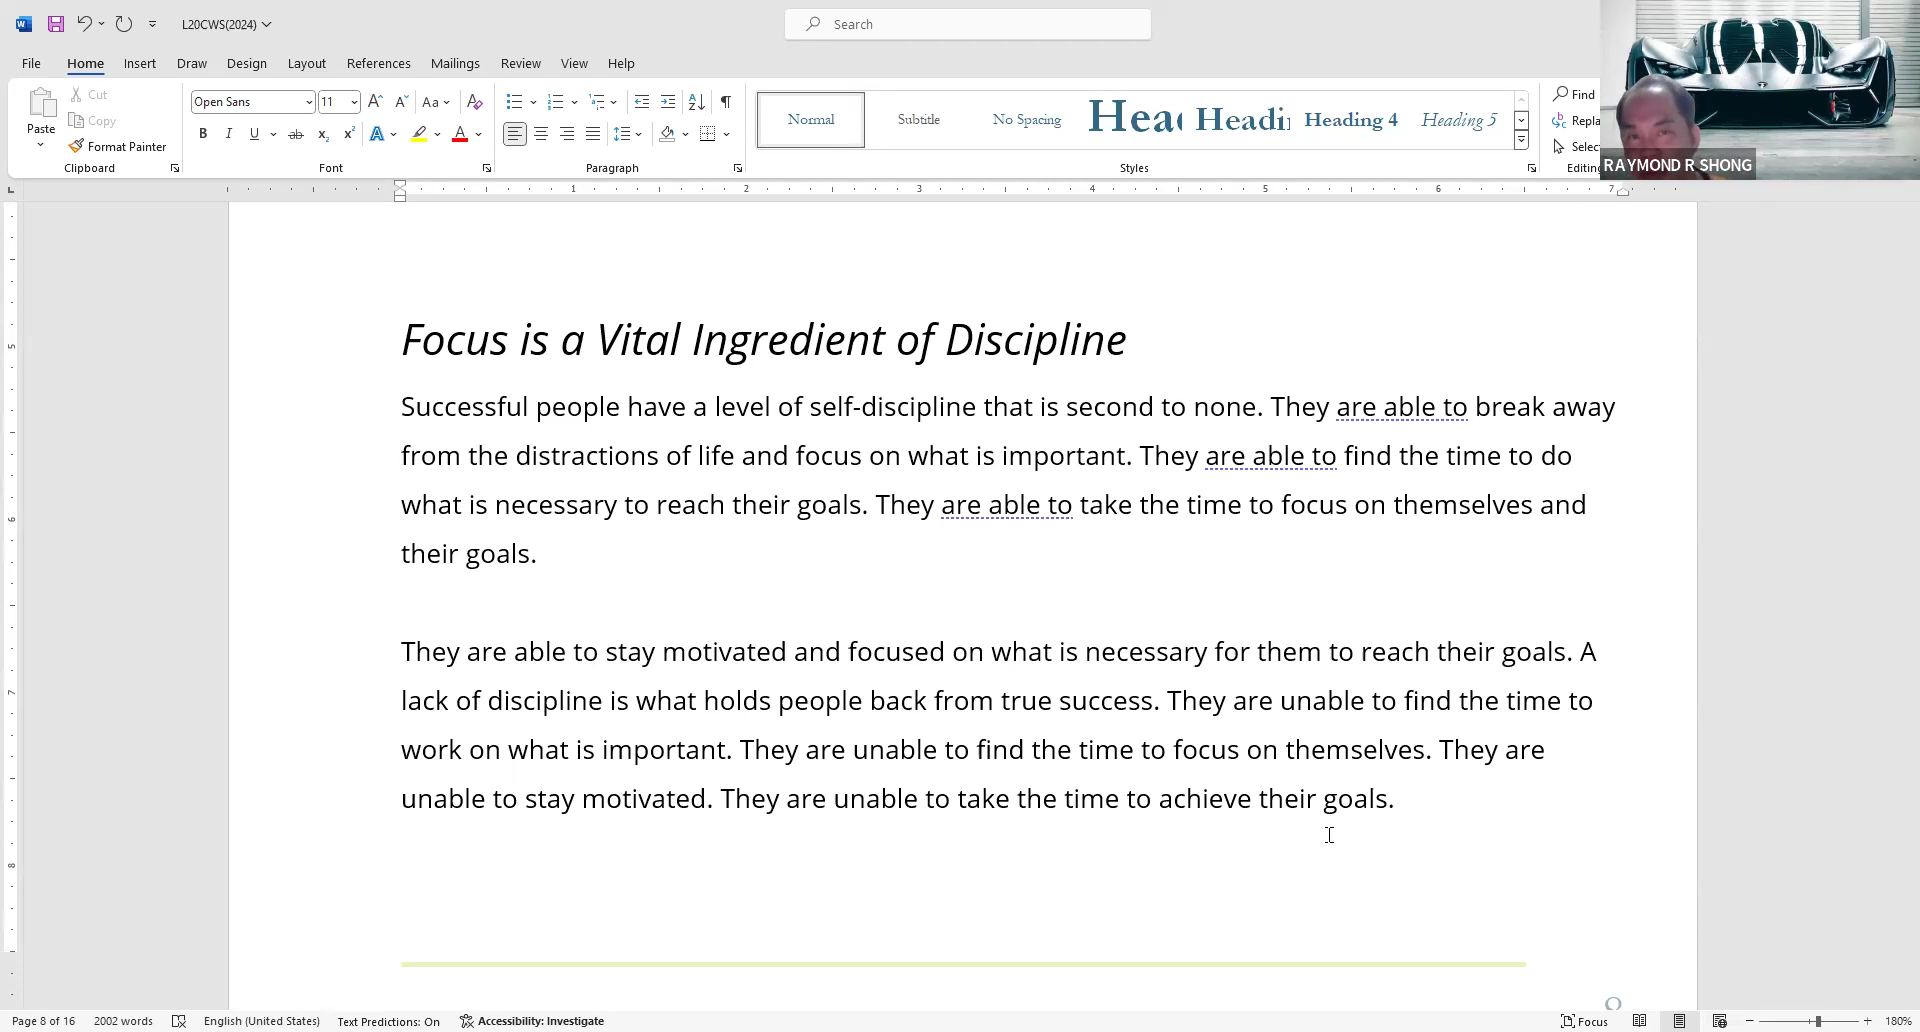 L20CWS(2024)
Search
File Home Insert Draw Design Layout References Mailings Review View Help
Paste
Cut
Copy
Format Painter
Clipboard
Open Sans 11
Font
Paragraph
Normal
Subtitle
No Spacing
Heading 4
Heading 5
Styles
Find
Editing
RAYMOND R SHONG
1 2 3 4 5 6 7
Focus is a Vital Ingredient of Discipline
Successful people have a level of self-discipline that is second to none. They are able to break away
from the distractions of life and focus on what is important. They are able to find the time to do
what is necessary to reach their goals. They are able to take the time to focus on themselves and
their goals.
They are able to stay motivated and focused on what is necessary for them to reach their goals. A
lack of discipline is what holds people back from true success. They are unable to find the time to
work on what is important. They are unable to find the time to focus on themselves. They are
unable to stay motivated. They are unable to take the time to achieve their goals.
Page 8 of 16 2002 words English (United States) Text Predictions: On Accessibility: Investigate Focus 180%